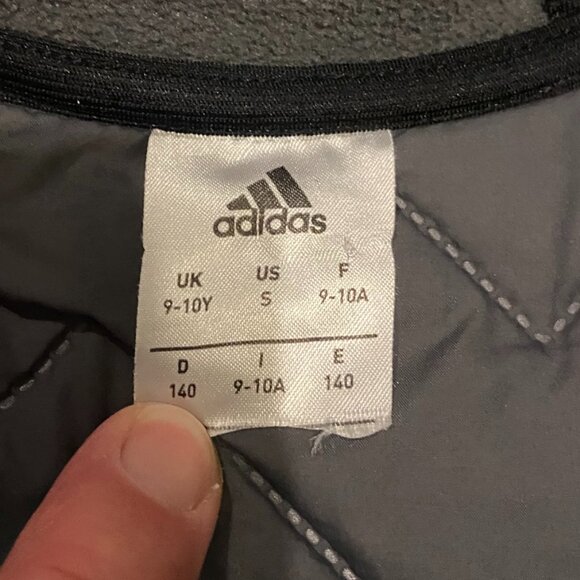 adidas
UK US F
9-10Y S 9-10A
D I E
140 9-10A 140